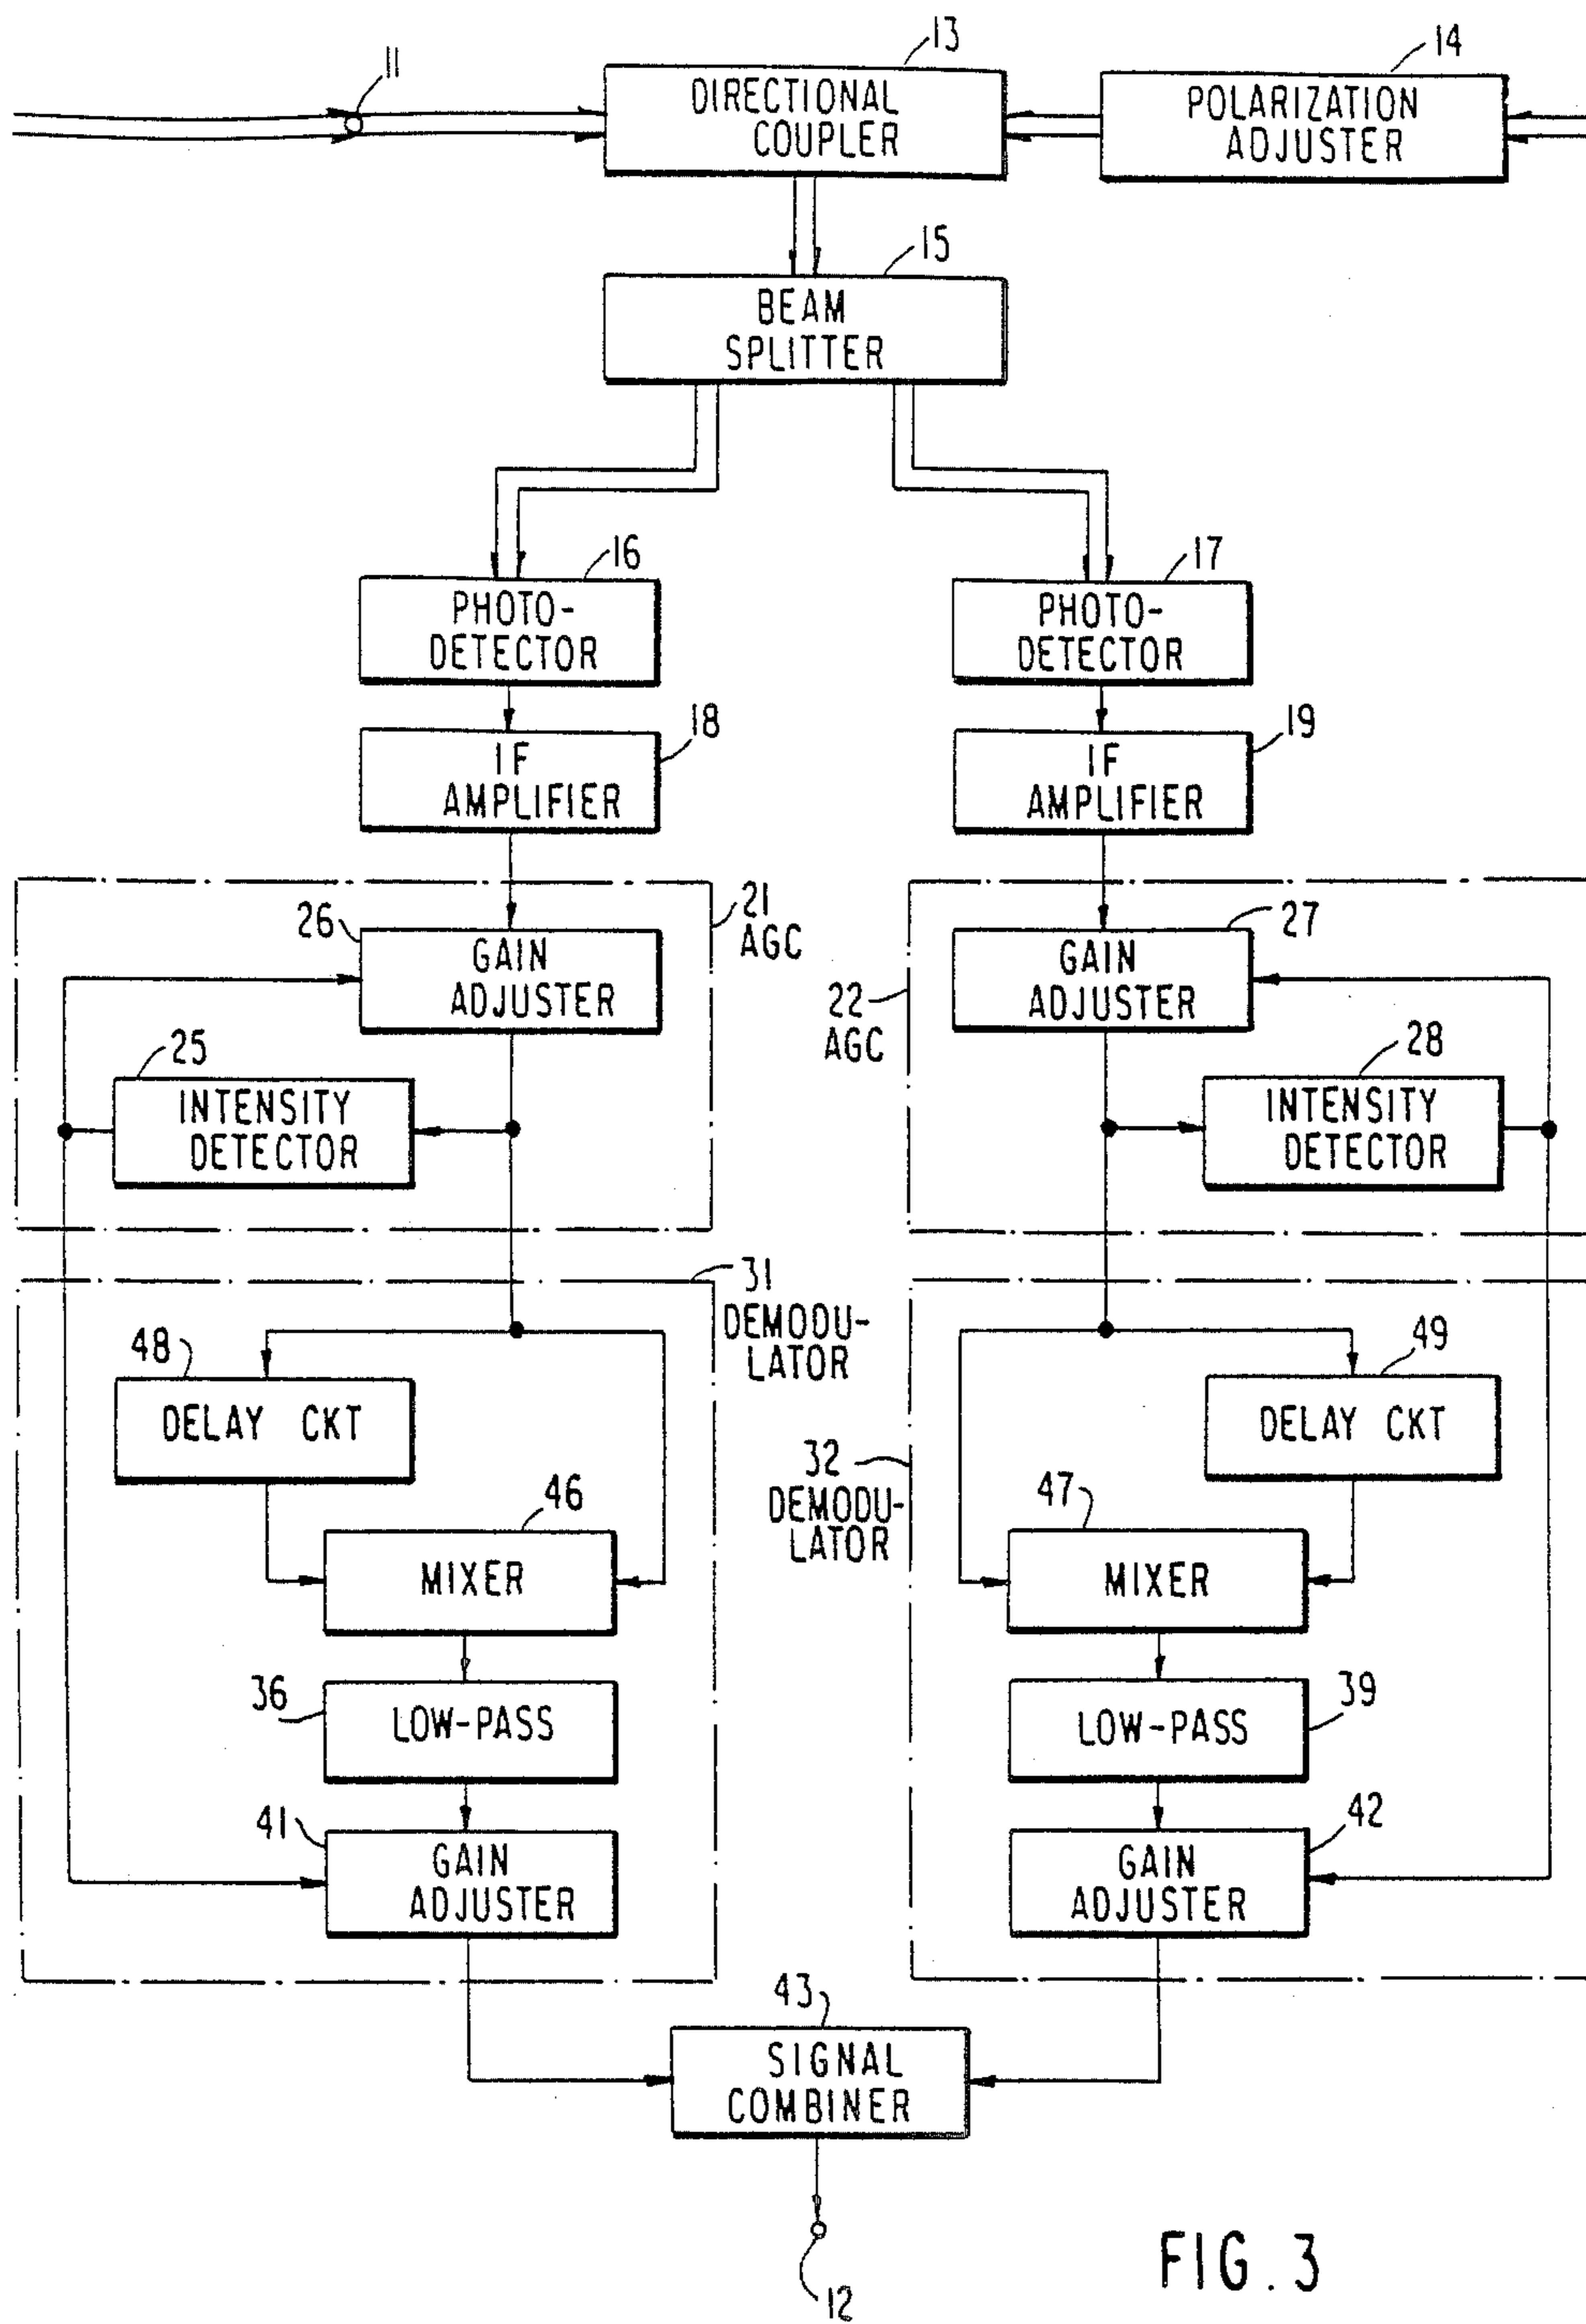 11
13
DIRECTIONAL
COUPLER
14
POLARIZATION
ADJUSTER
15
BEAM
SPLITTER
16
PHOTO-
DETECTOR
17
PHOTO-
DETECTOR
18
IF
AMPLIFIER
19
IF
AMPLIFIER
21
AGC
26
GAIN
ADJUSTER
25
INTENSITY
DETECTOR
22
AGC
27
GAIN
ADJUSTER
28
INTENSITY
DETECTOR
31
DEMODU-
LATOR
48
DELAY CKT
46
MIXER
36
LOW-PASS
41
GAIN
ADJUSTER
32
DEMODU-
LATOR
49
DELAY CKT
47
MIXER
39
LOW-PASS
42
GAIN
ADJUSTER
43
SIGNAL
COMBINER
12
FIG. 3